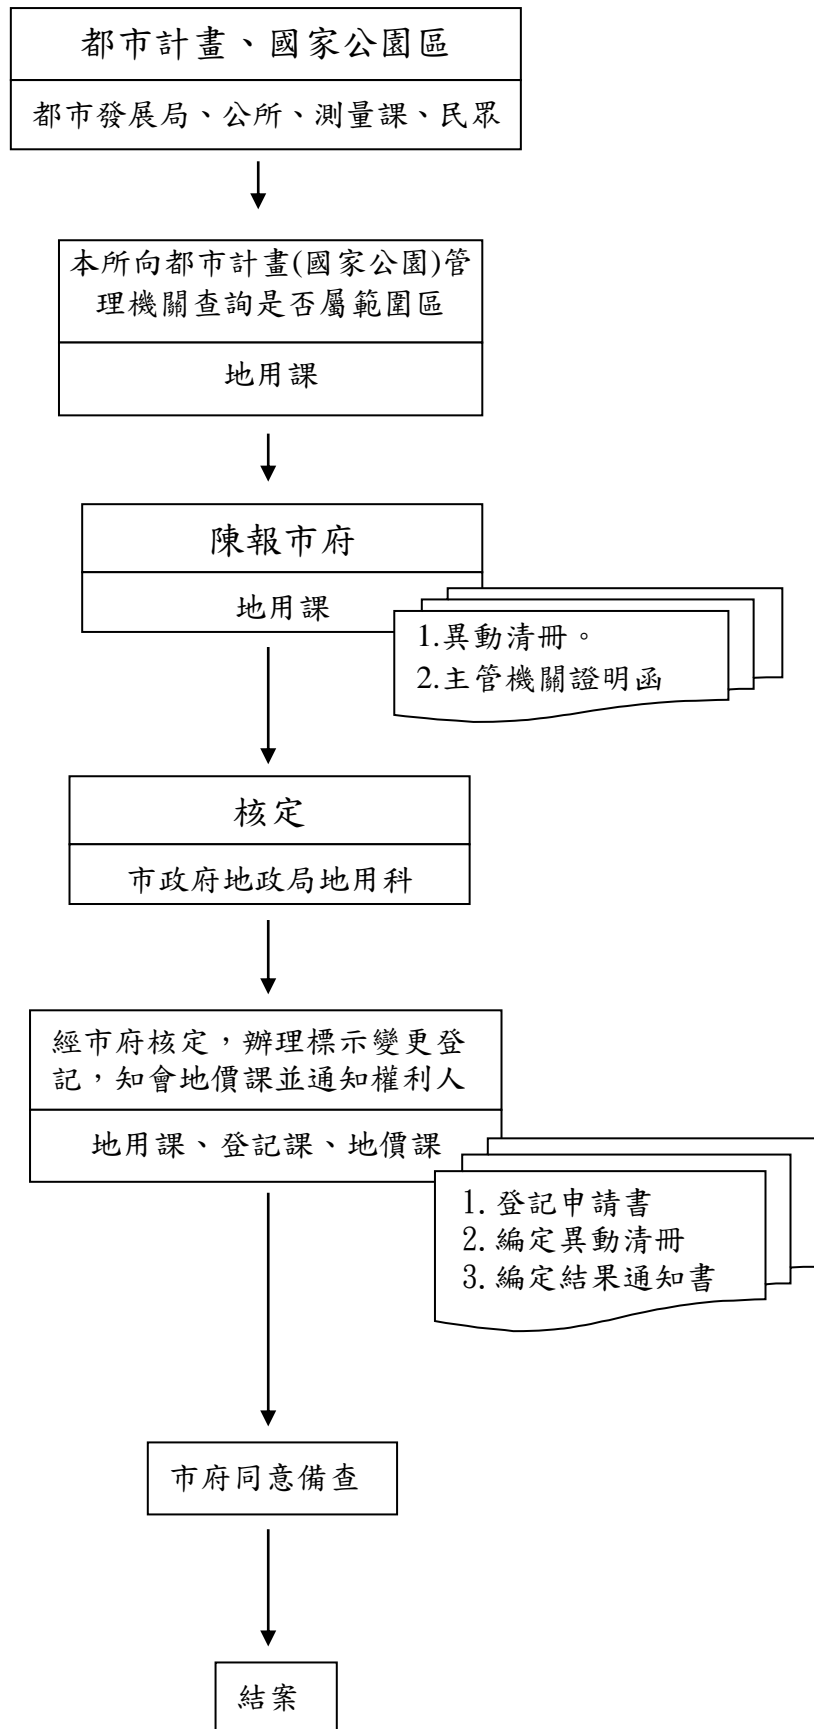 都市計畫、國家公園區
都市發展局、公所、測量課、民眾
本所向都市計畫(國家公園)管
理機關查詢是否屬範圍區
地用課
陳報市府
地用課
1.異動清冊。
2.主管機關證明函
核定
市政府地政局地用科
經市府核定，辦理標示變更登
記，知會地價課並通知權利人
地用課、登記課、地價課
1. 登記申請書
2. 編定異動清冊
3. 編定結果通知書
市府同意備查
結案